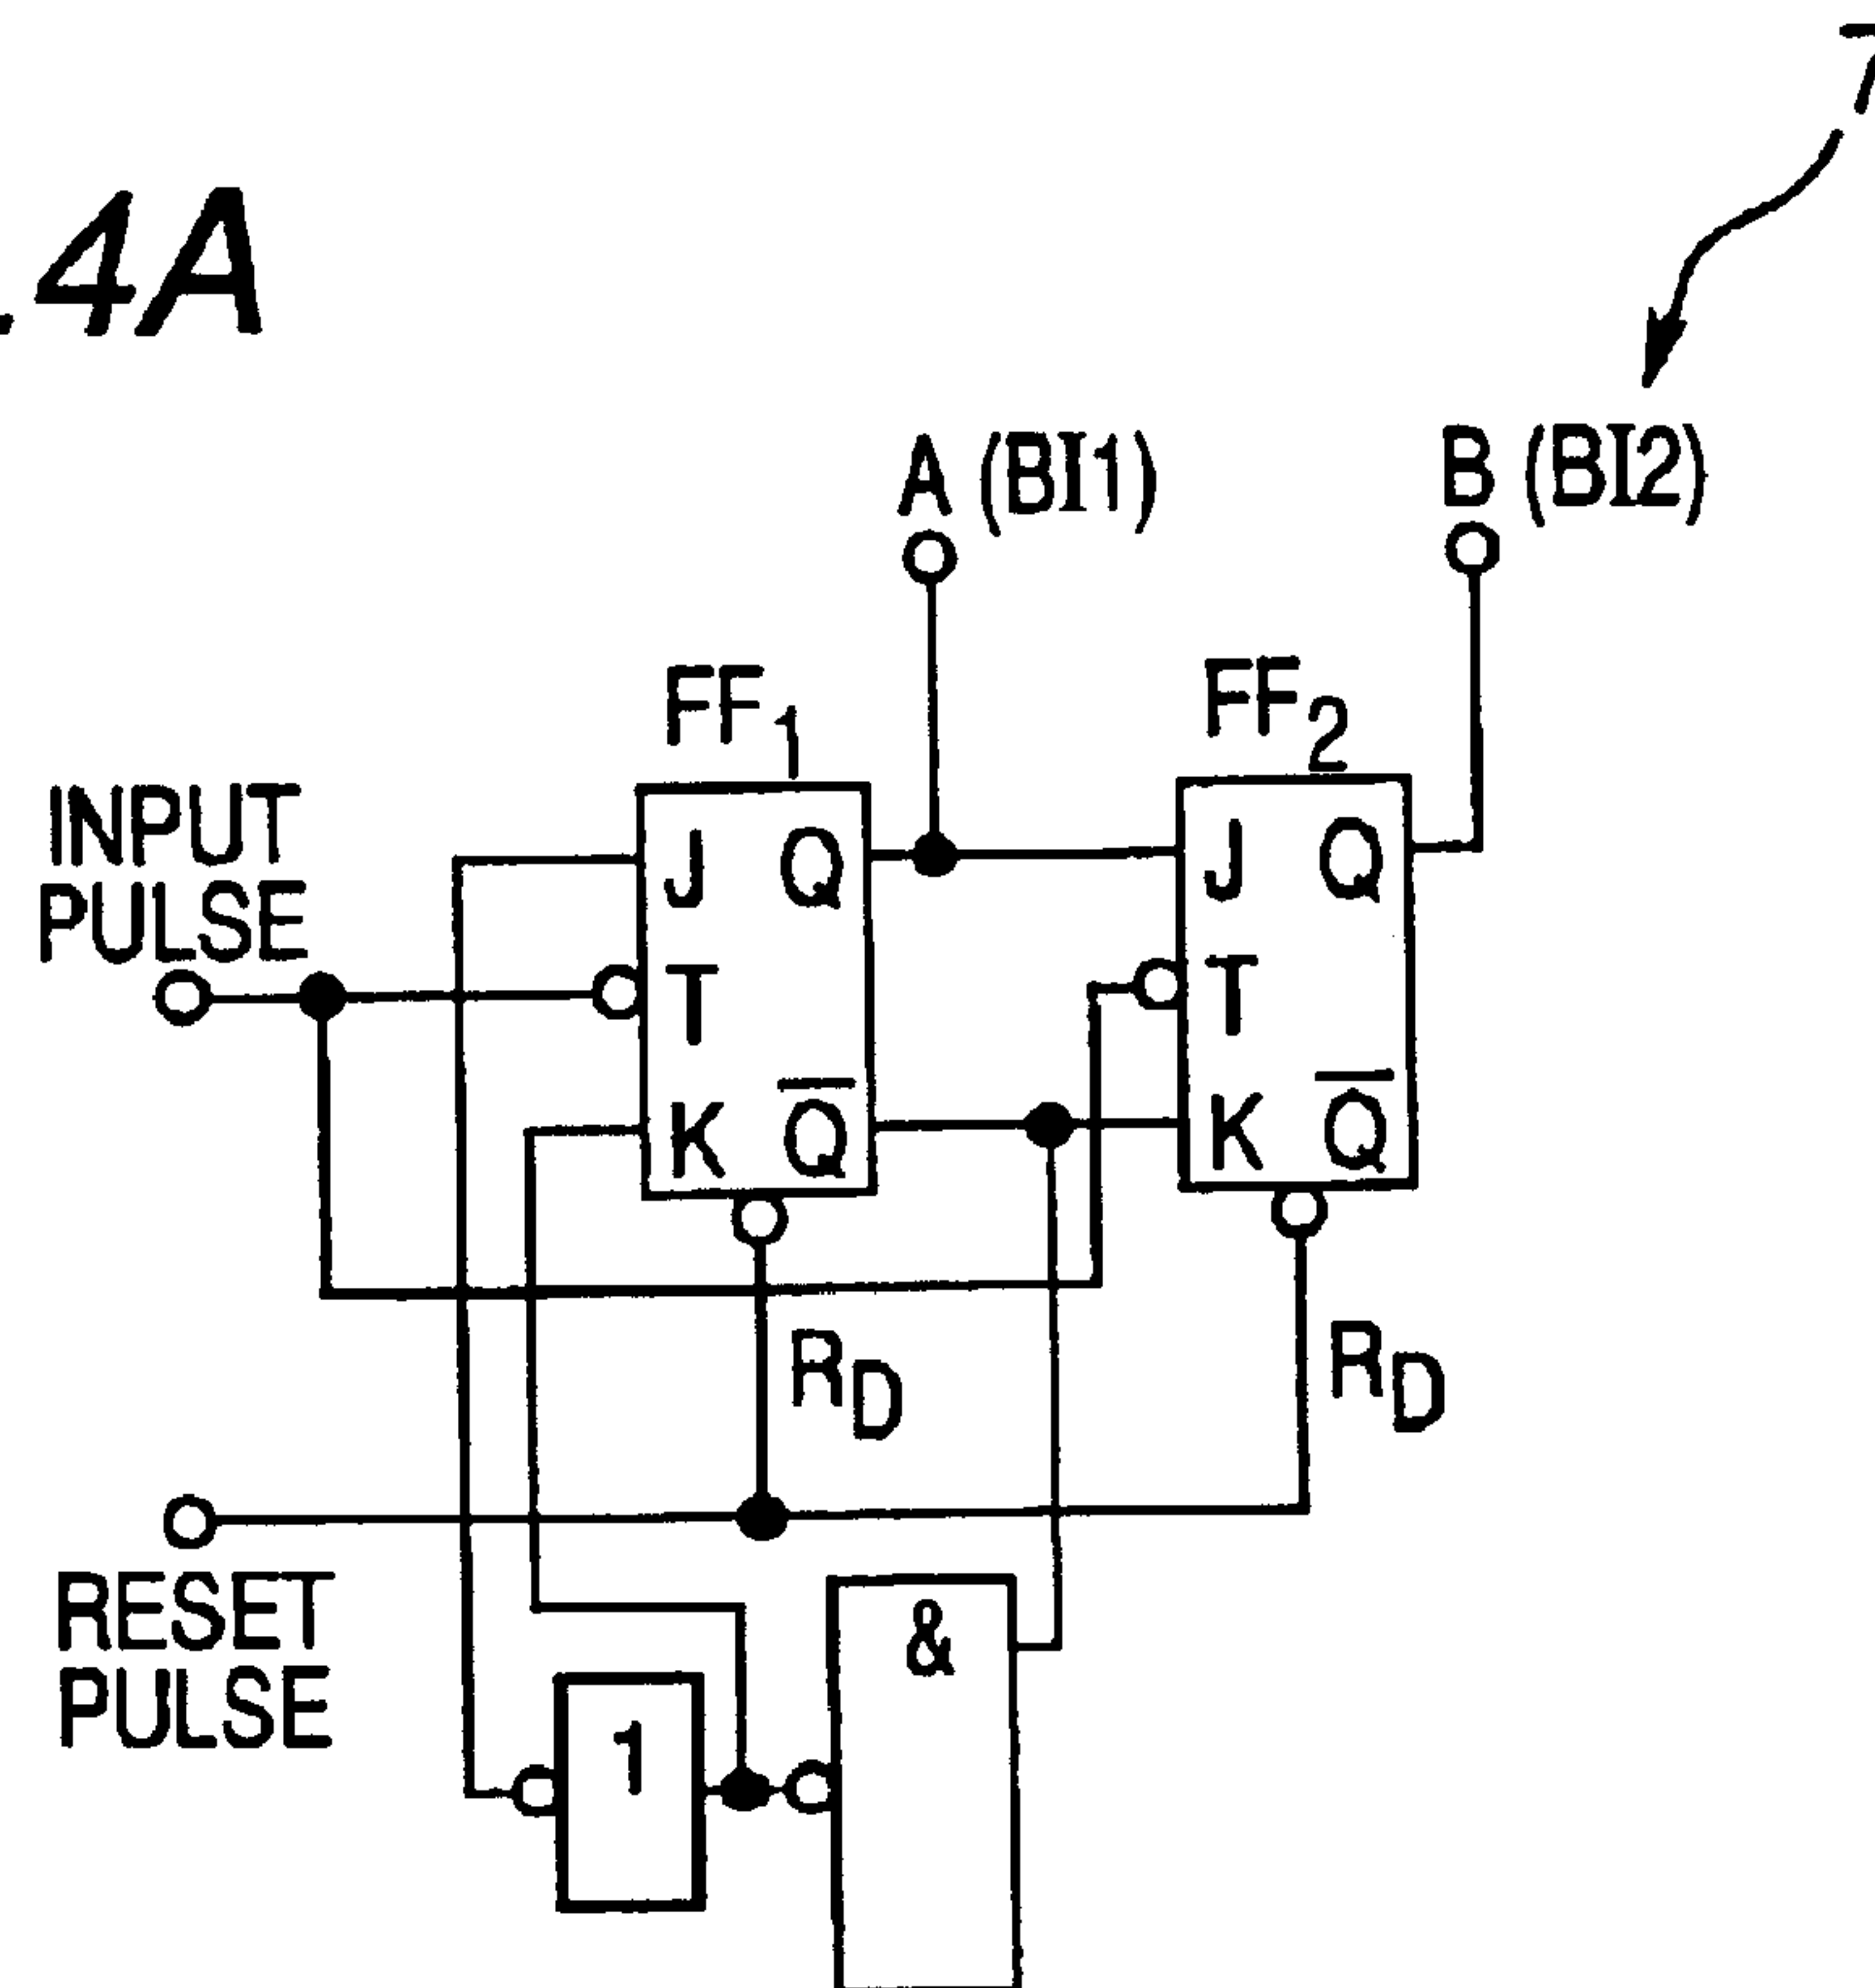 .4A
7
A (BI1)
B (BI2)
FF1
FF2
INPUT
PULSE
J Q
T
K Q̅
J Q
T
K Q̅
RD
RD
RESET
PULSE
&
1